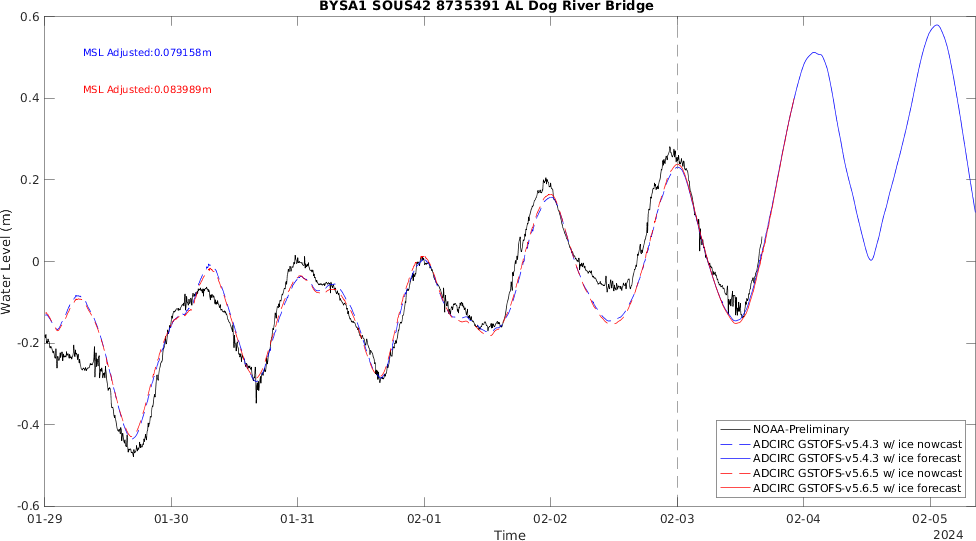 BYSA1 SOUS42 8735391 AL Dog River Bridge
MSL Adjusted:0.079158m
MSL Adjusted:0.083989m
Water Level (m)
0.6
0.4
0.2
0
-0.2
-0.4
-0.6
NOAA-Preliminary
ADCIRC GSTOFS-v5.4.3 w/ ice nowcast
ADCIRC GSTOFS-v5.4.3 w/ ice forecast
ADCIRC GSTOFS-v5.6.5 w/ ice nowcast
ADCIRC GSTOFS-v5.6.5 w/ ice forecast
01-29 01-30 01-31 02-01 02-02 02-03 02-04 02-05
Time
2024